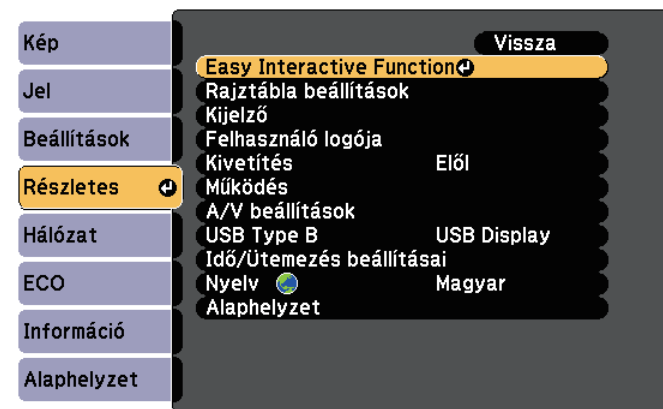 Kép
Jel
Beállítások
Részletes
Hálózat
ECO
Információ
Alaphelyzet
Vissza
Easy Interactive Function
Rajztábla beállítások
Kijelző
Felhasználó logója
Kivetítés Elől
Működés
A/V beállítások
USB Type B USB Display
Idő/Ütemezés beállításai
Nyelv Magyar
Alaphelyzet